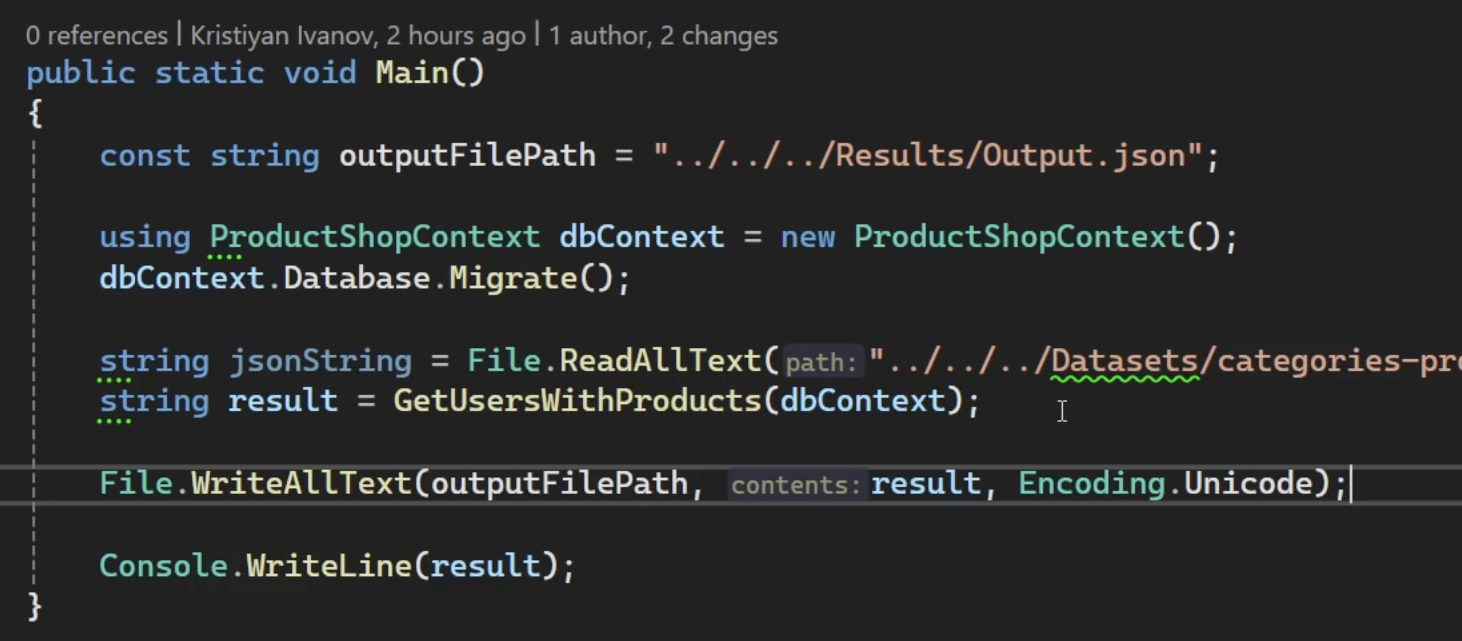 0 references | Kristiyan Ivanov, 2 hours ago | 1 author, 2 changes
public static void Main()
{
const string outputFilePath = "../../../Results/Output.json";
using ProductShopContext dbContext = new ProductShopContext();
dbContext.Database.Migrate();
string jsonString = File.ReadAllText(path:"../../../Datasets/categories-pro
string result = GetUsersWithProducts(dbContext);
File.WriteAllText(outputFilePath, contents:result, Encoding.Unicode);
Console.WriteLine(result);
}